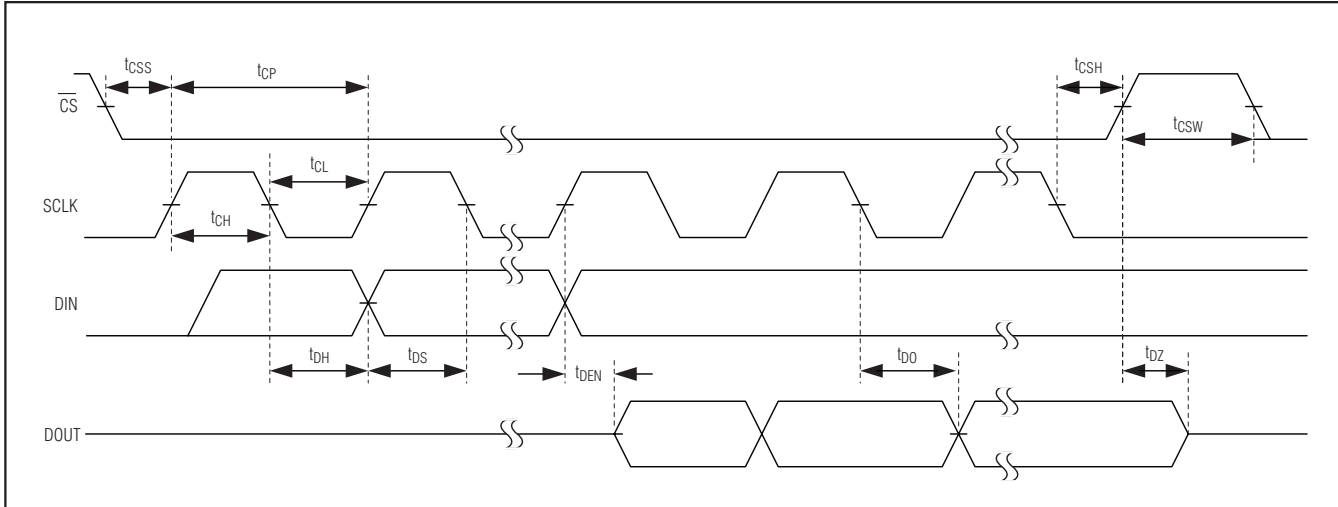 tCSS
tCP
tCSH
CS
tCSW
tCL
SCLK
tCH
DIN
tDH
tDS
tDEN
tDO
tDZ
DOUT